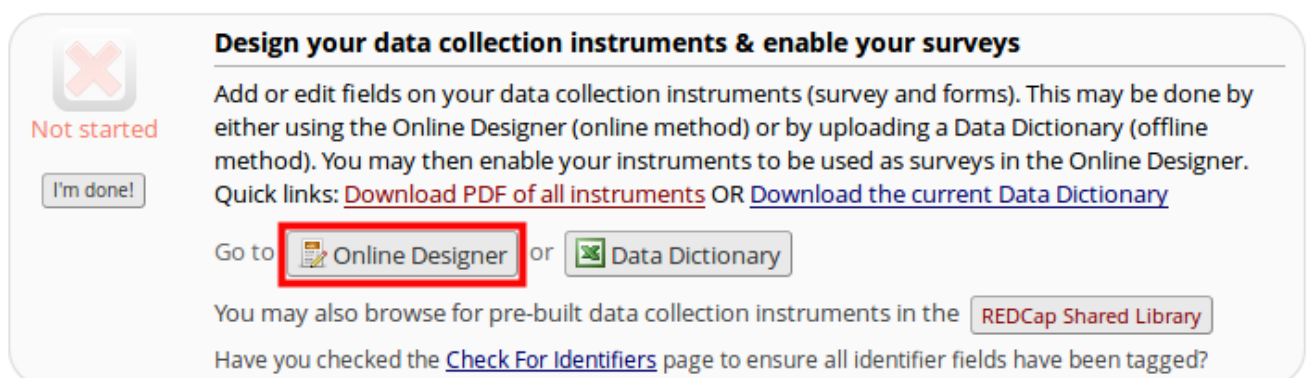 Design your data collection instruments & enable your surveys
Add or edit fields on your data collection instruments (survey and forms). This may be done by
Not started
either using the Online Designer (online method) or by uploading a Data Dictionary (offline
method). You may then enable your instruments to be used as surveys in the Online Designer.
I'm done!
Quick links: Download PDF of all instruments OR Download the current Data Dictionary
Go to Online Designer or Data Dictionary
You may also browse for pre-built data collection instruments in the REDCap Shared Library
Have you checked the Check For Identifiers page to ensure all identifier fields have been tagged?